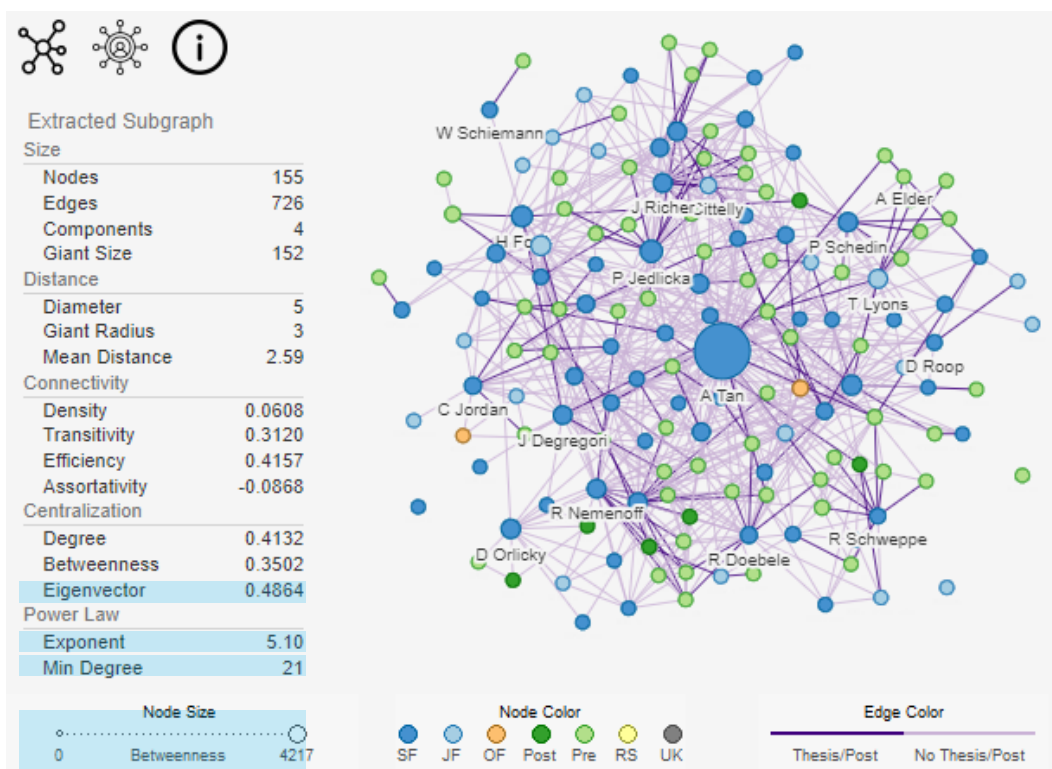 Extracted Subgraph
Size
Nodes 155
Edges 726
Components 4
Giant Size 152
Distance
Diameter 5
Giant Radius 3
Mean Distance 2.59
Connectivity
Density 0.0608
Transitivity 0.3120
Efficiency 0.4157
Assortativity -0.0868
Centralization
Degree 0.4132
Betweenness 0.3502
Eigenvector 0.4864
Power Law
Exponent 5.10
Min Degree 21
W Schiemann
A Elder
J Richer
P Schedin
P Jedlicka
T Lyons
D Roop
A Tan
C Jordan
J Degregori
R Nemenoff
R Schweppe
D Orlicky
R Doebele
Node Size
0 Betweenness 4217
Node Color
SF JF OF Post Pre RS UK
Edge Color
Thesis/Post No Thesis/Post